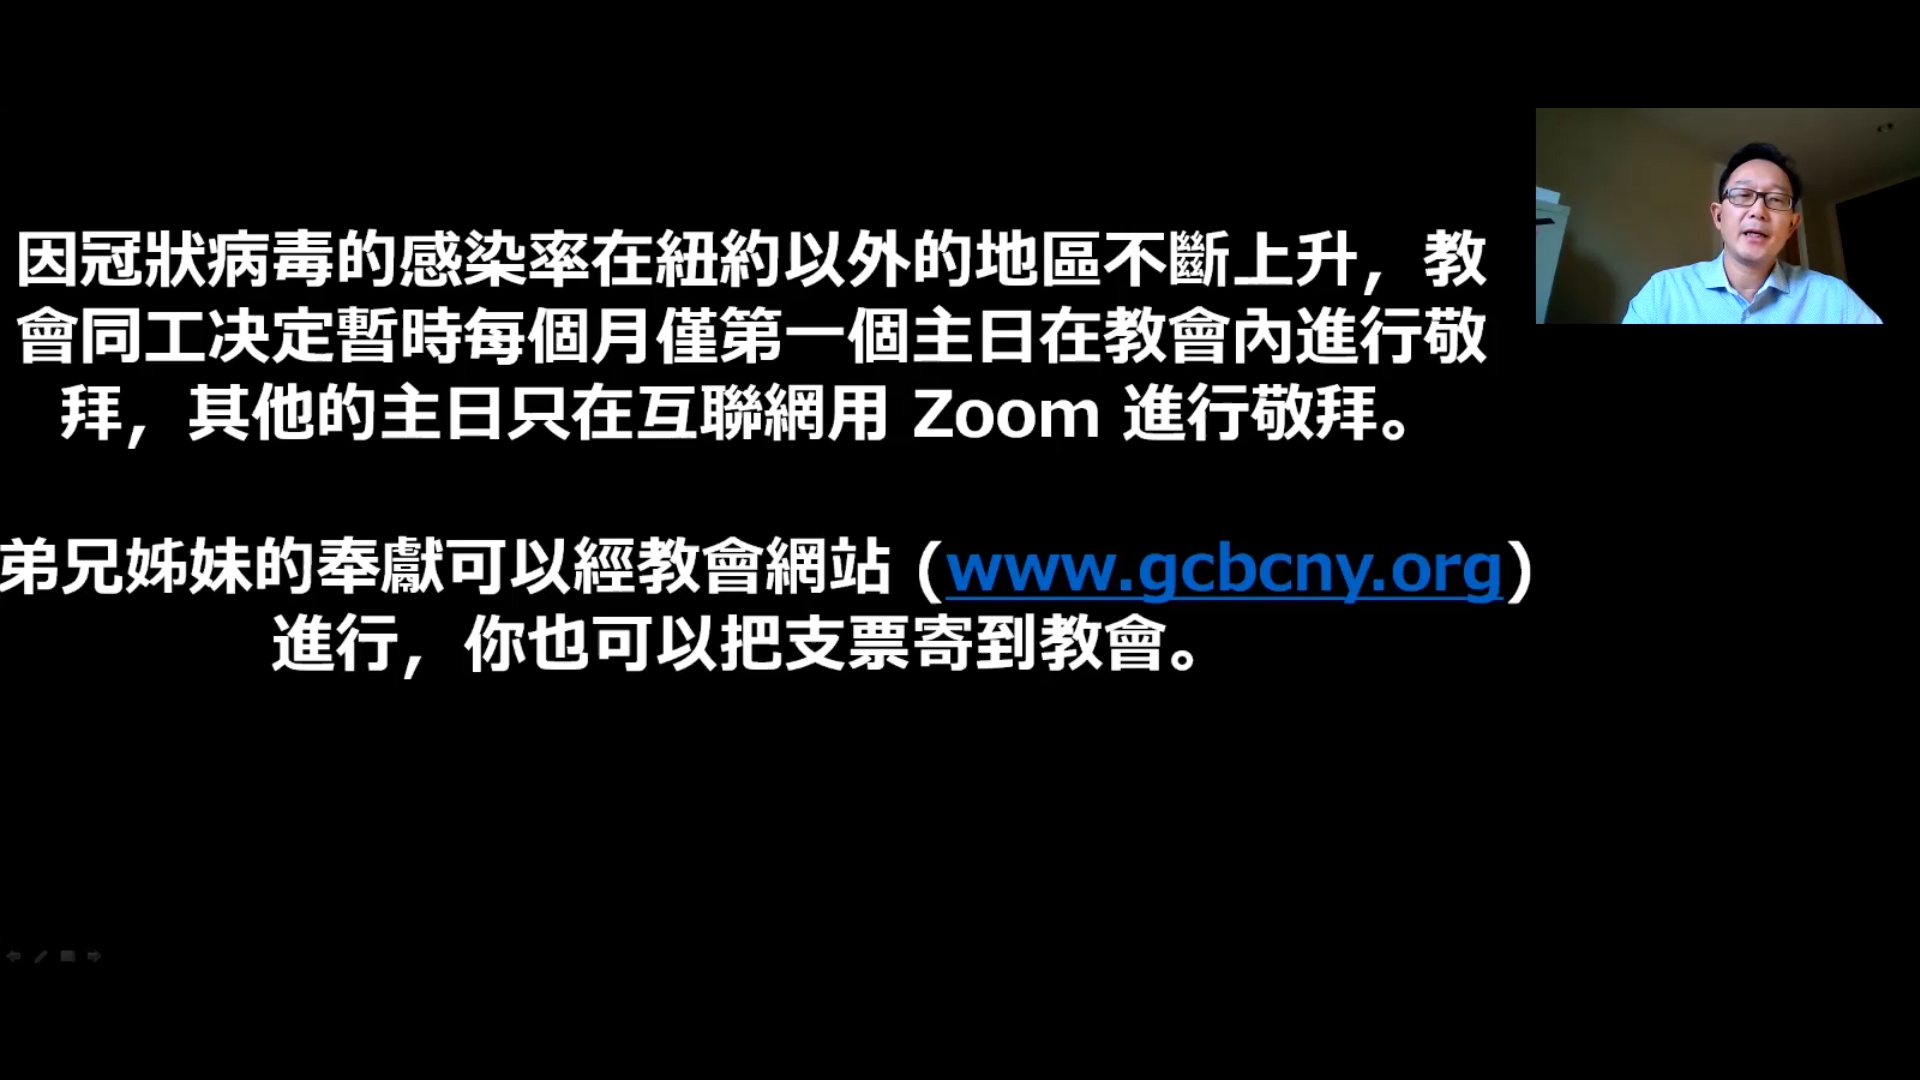 因冠狀病毒的感染率在紐約以外的地區不斷上升，教
會同工决定暫時每個月僅第一個主日在教會內進行敬
拜，其他的主日只在互聯網用 Zoom 進行敬拜。
弟兄姊妹的奉獻可以經教會網站 (www.gcbcny.org)
進行，你也可以把支票寄到教會。